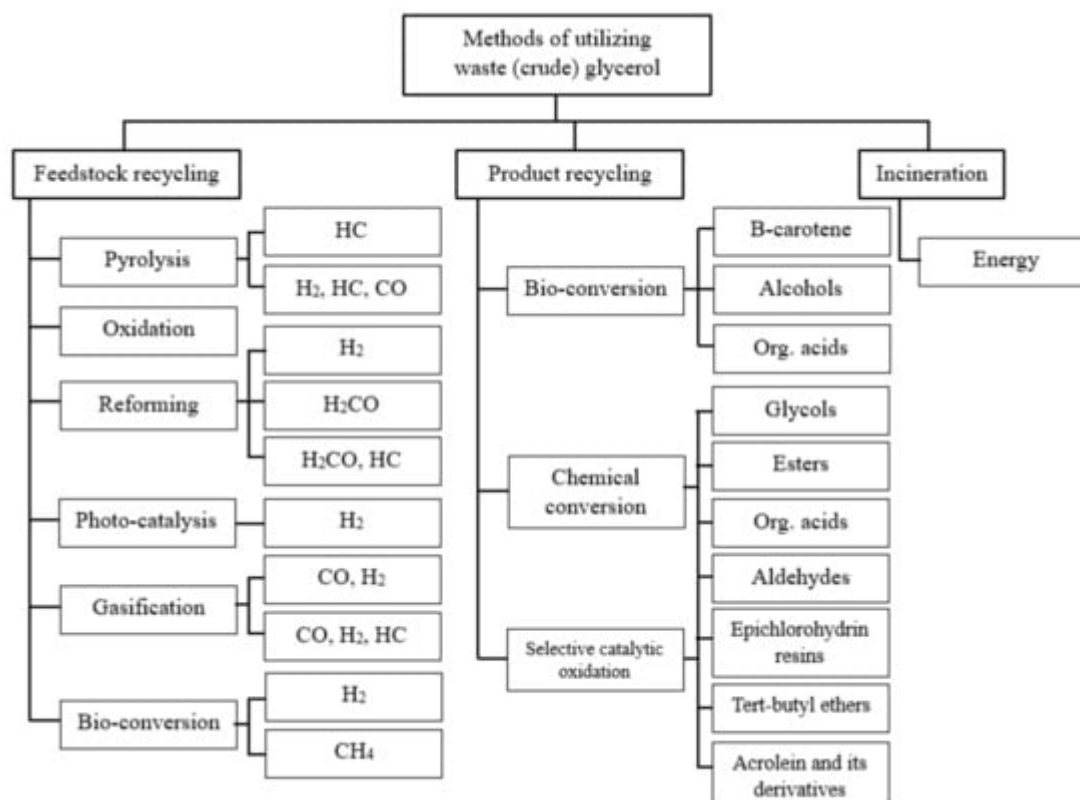 Methods of utilizing
waste (crude) glycerol
Feedstock recycling
Product recycling
Incineration
Pyrolysis
HC
H₂, HC, CO
Oxidation
Reforming
H₂
H₂CO
H₂CO, HC
Photo-catalysis
H₂
Gasification
CO, H₂
CO, H₂, HC
Bio-conversion
H₂
CH₄
Bio-conversion
B-carotene
Alcohols
Org. acids
Chemical
conversion
Selective catalytic
oxidation
Glycols
Esters
Org. acids
Aldehydes
Epichlorohydrin
resins
Tert-butyl ethers
Acrolein and its
derivatives
Energy